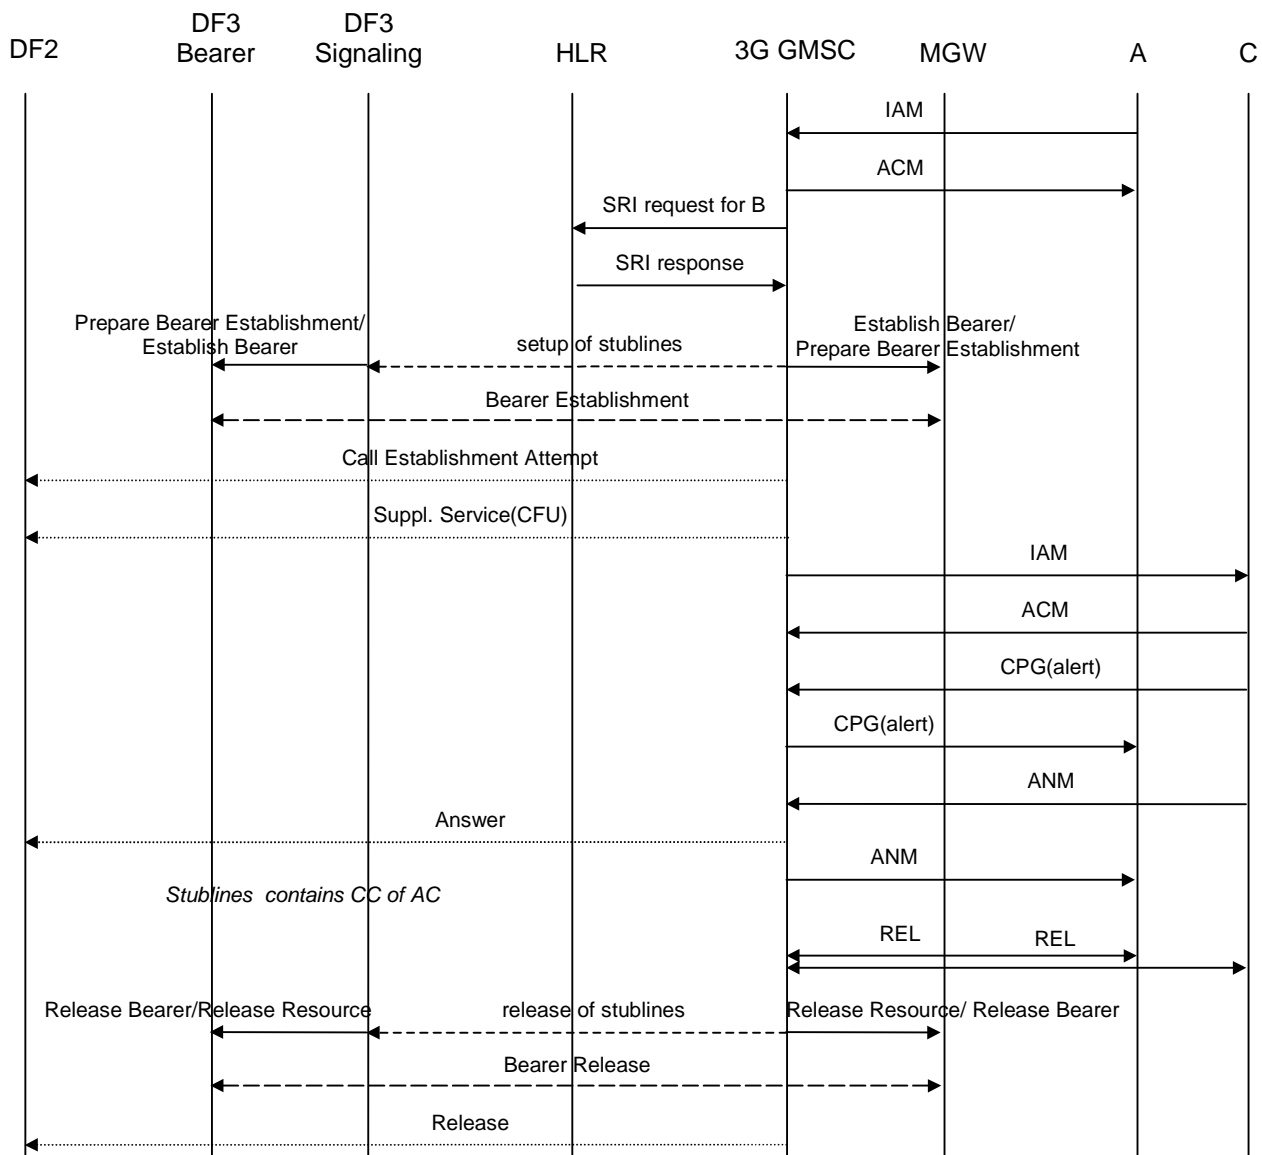 DF2
DF3
Bearer
DF3
Signaling
HLR
3G GMSC
MGW
A
C
IAM
ACM
SRI request for B
SRI response
Prepare Bearer Establishment/
Establish Bearer
setup of stublines
Establish Bearer/
Prepare Bearer Establishment
Bearer Establishment
Call Establishment Attempt
Suppl. Service(CFU)
IAM
ACM
CPG(alert)
CPG(alert)
ANM
Answer
ANM
Stublines contains CC of AC
REL
REL
Release Bearer/Release Resource
release of stublines
Release Resource/ Release Bearer
Bearer Release
Release